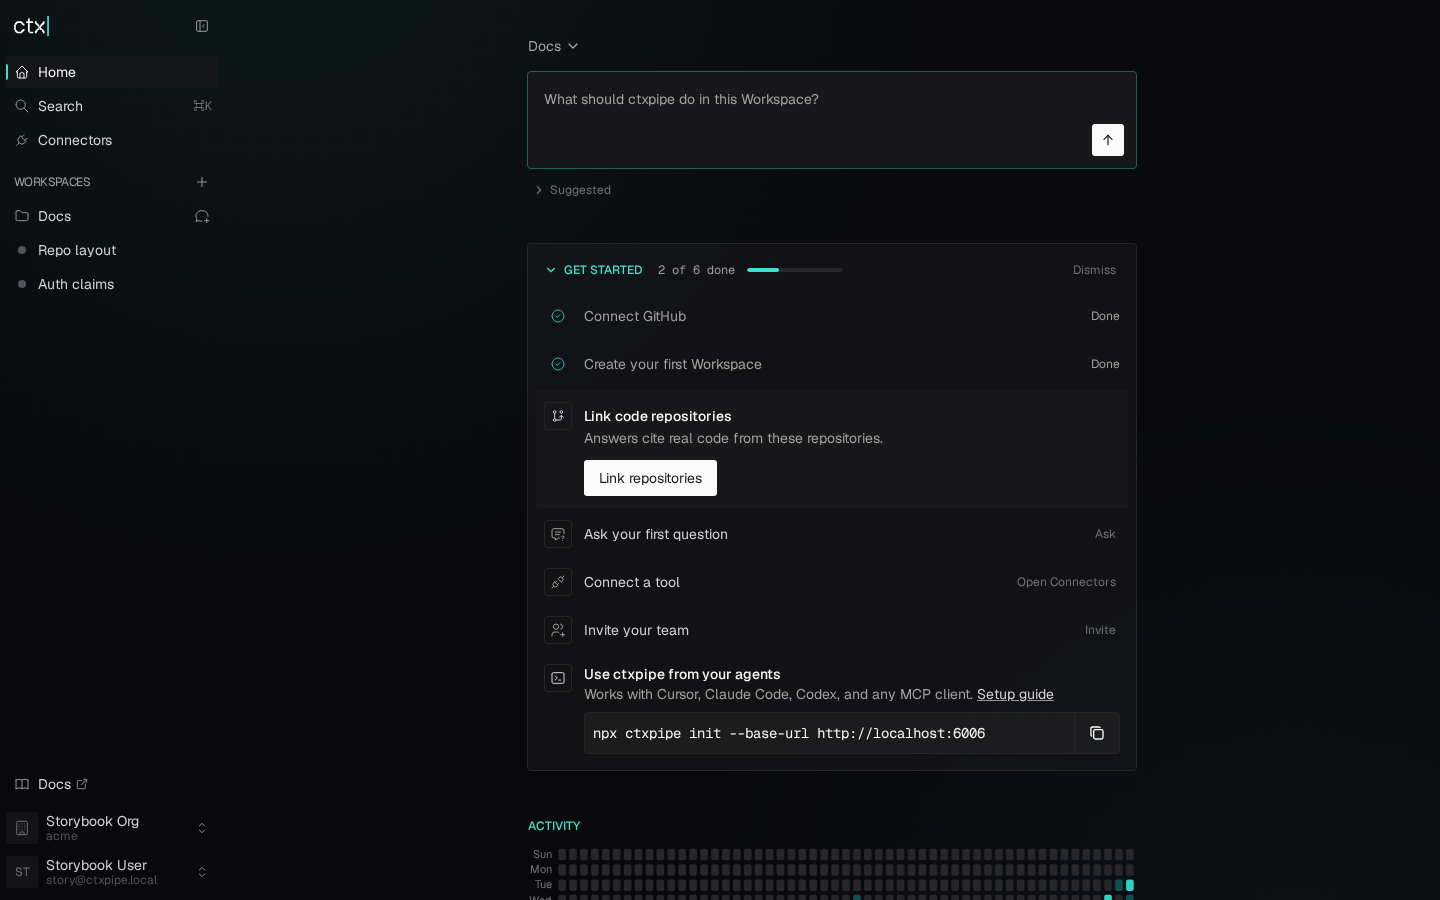 ctx
Home
Search ⌘K
Connectors
WORKSPACES
Docs
Repo layout
Auth claims
Docs
Storybook Org
acme
ST
Storybook User
story@ctxpipe.local
Docs
What should ctxpipe do in this Workspace?
Suggested
GET STARTED 2 of 6 done Dismiss
Connect GitHub Done
Create your first Workspace Done
Link code repositories
Answers cite real code from these repositories.
Link repositories
Ask your first question Ask
Connect a tool Open Connectors
Invite your team Invite
Use ctxpipe from your agents
Works with Cursor, Claude Code, Codex, and any MCP client. Setup guide
npx ctxpipe init --base-url http://localhost:6006
ACTIVITY
Sun
Mon
Tue
Wed